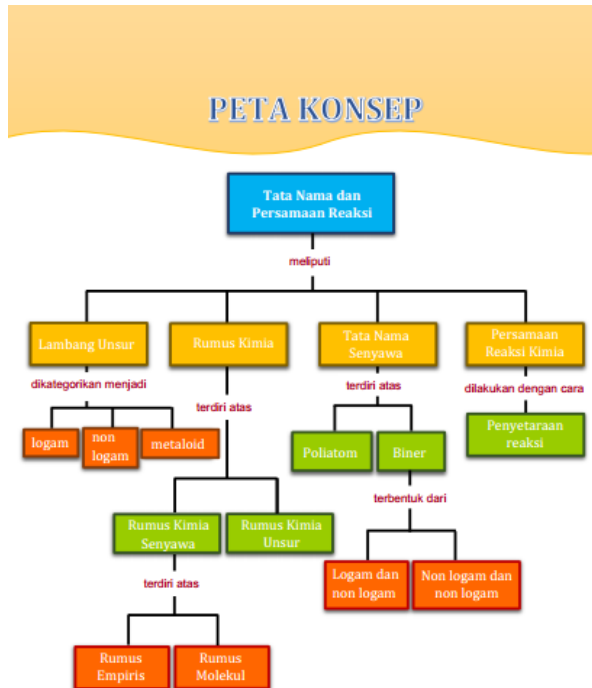 PETA KONSEP
Tata Nama dan
Persamaan Reaksi
meliputi
Lambang Unsur
Rumus Kimia
Tata Nama
Senyawa
Persamaan
Reaksi Kimia
dikategorikan menjadi
terdiri atas
terdiri atas
dilakukan dengan cara
logam
non
logam
metaloid
Poliatom
Biner
Penyetaraan
reaksi
terbentuk dari
Rumus Kimia
Senyawa
Rumus Kimia
Unsur
Logam dan
non logam
Non logam dan
non logam
terdiri atas
Rumus
Empiris
Rumus
Molekul